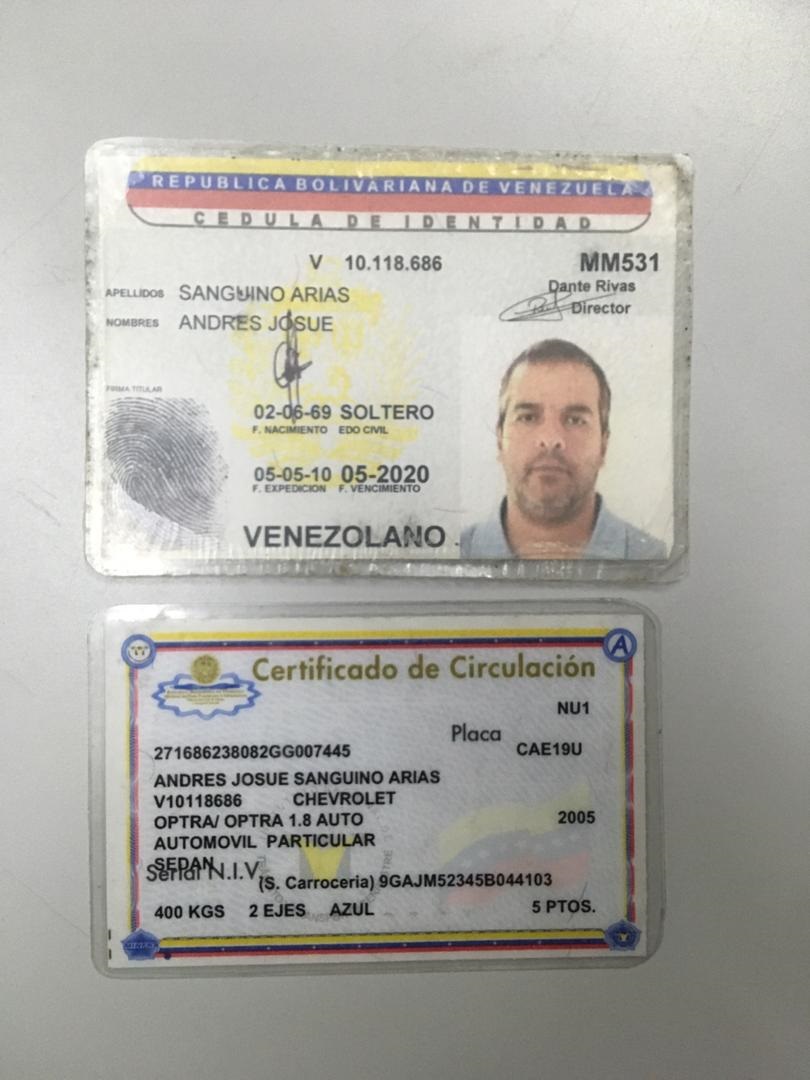 REPUBLICA BOLIVARIANA DE VENEZUELA
CEDULA DE IDENTIDAD
V 10.118.686
MM531
Dante Rivas
Director
APELLIDOS SANGUINO ARIAS
NOMBRES ANDRES JOSUE
FIRMA TITULAR
02-06-69 SOLTERO
F. NACIMIENTO EDO CIVIL
05-05-10 05-2020
F. EXPEDICION F. VENCIMIENTO
VENEZOLANO
Certificado de Circulación
NU1
Placa
271686238082GG007445 CAE19U
ANDRES JOSUE SANGUINO ARIAS
V10118686 CHEVROLET
OPTRA/ OPTRA 1.8 AUTO 2005
AUTOMOVIL PARTICULAR
SEDAN
Serial N.I.V.
(S. Carroceria) 9GAJM52345B044103
400 KGS 2 EJES AZUL 5 PTOS.